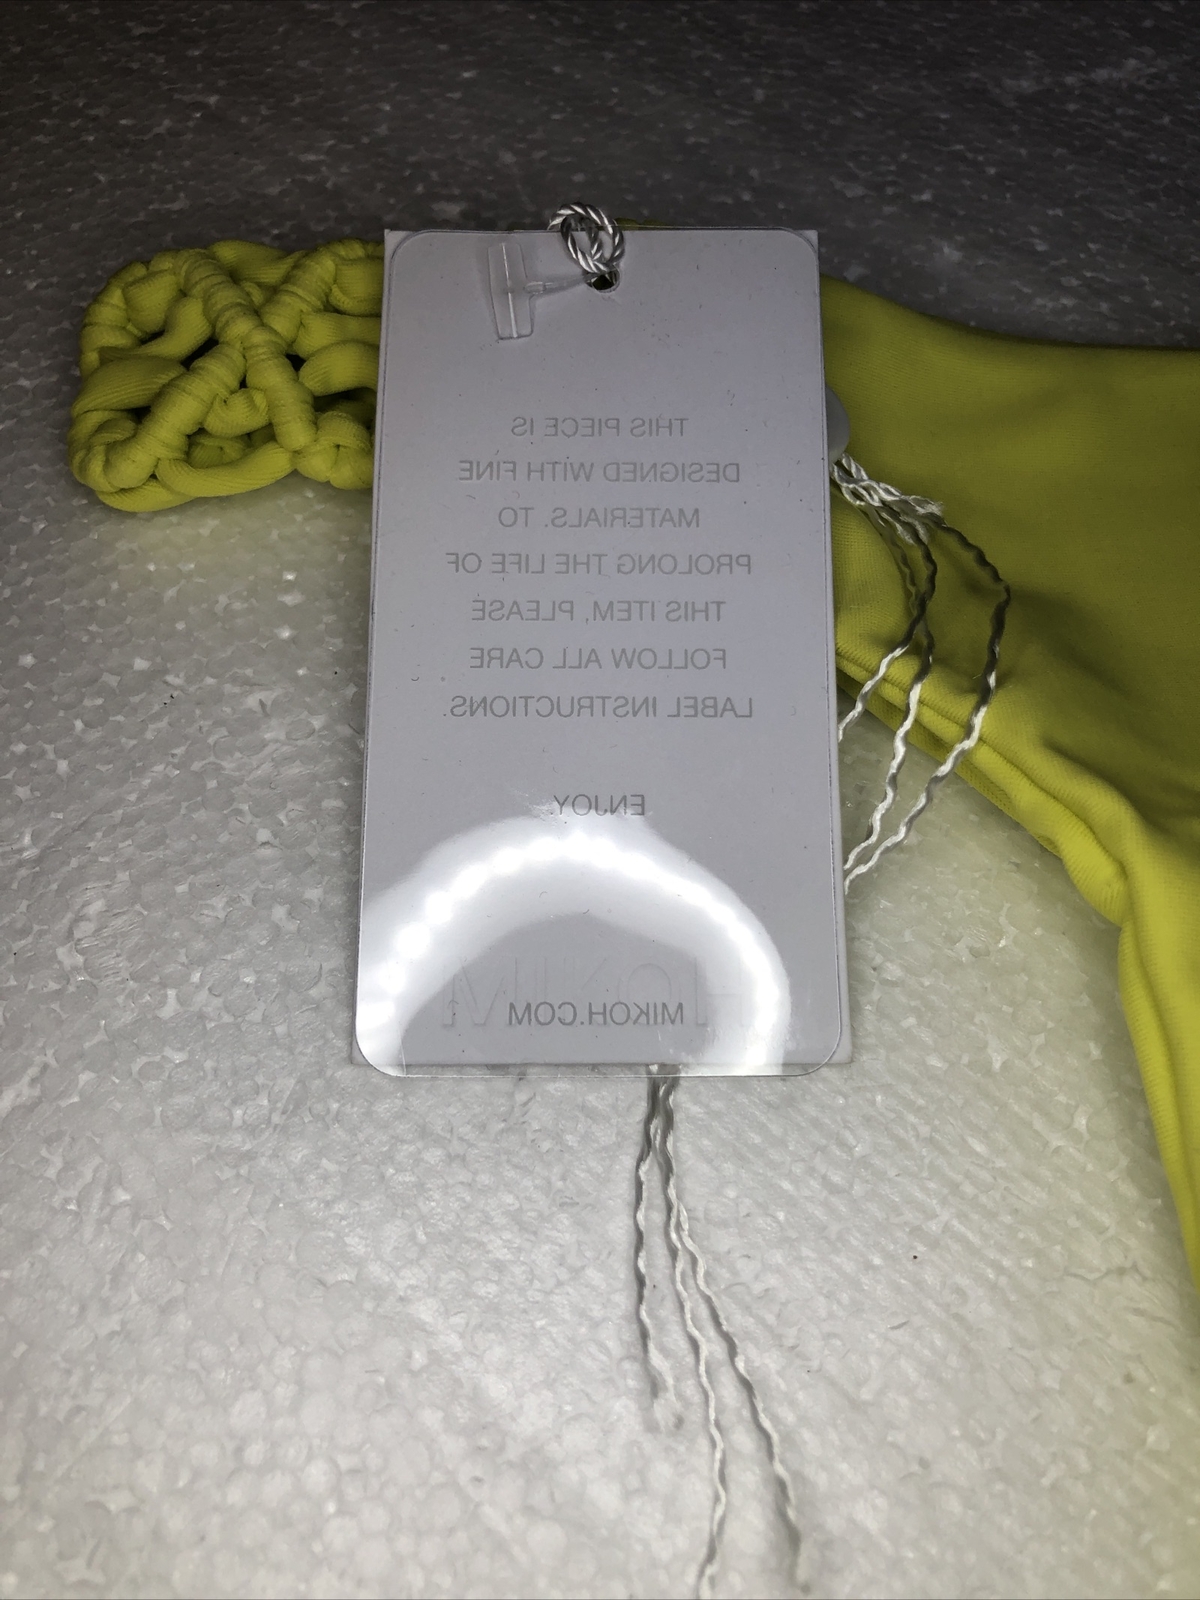 THIS PIECE IS
DESIGNED WITH FINE
MATERIALS. TO
PROLONG THE LIFE OF
THIS ITEM, PLEASE
FOLLOW ALL CARE
LABEL INSTRUCTIONS.
ENJOY.
MIKOH
MIKOH.COM